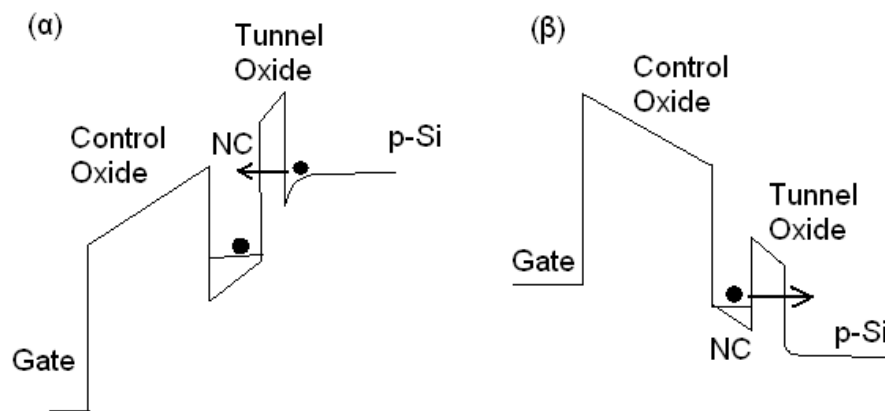 (α)
Tunnel
Oxide
Control
Oxide
NC
p-Si
Gate
(β)
Control
Oxide
Tunnel
Oxide
Gate
NC
p-Si